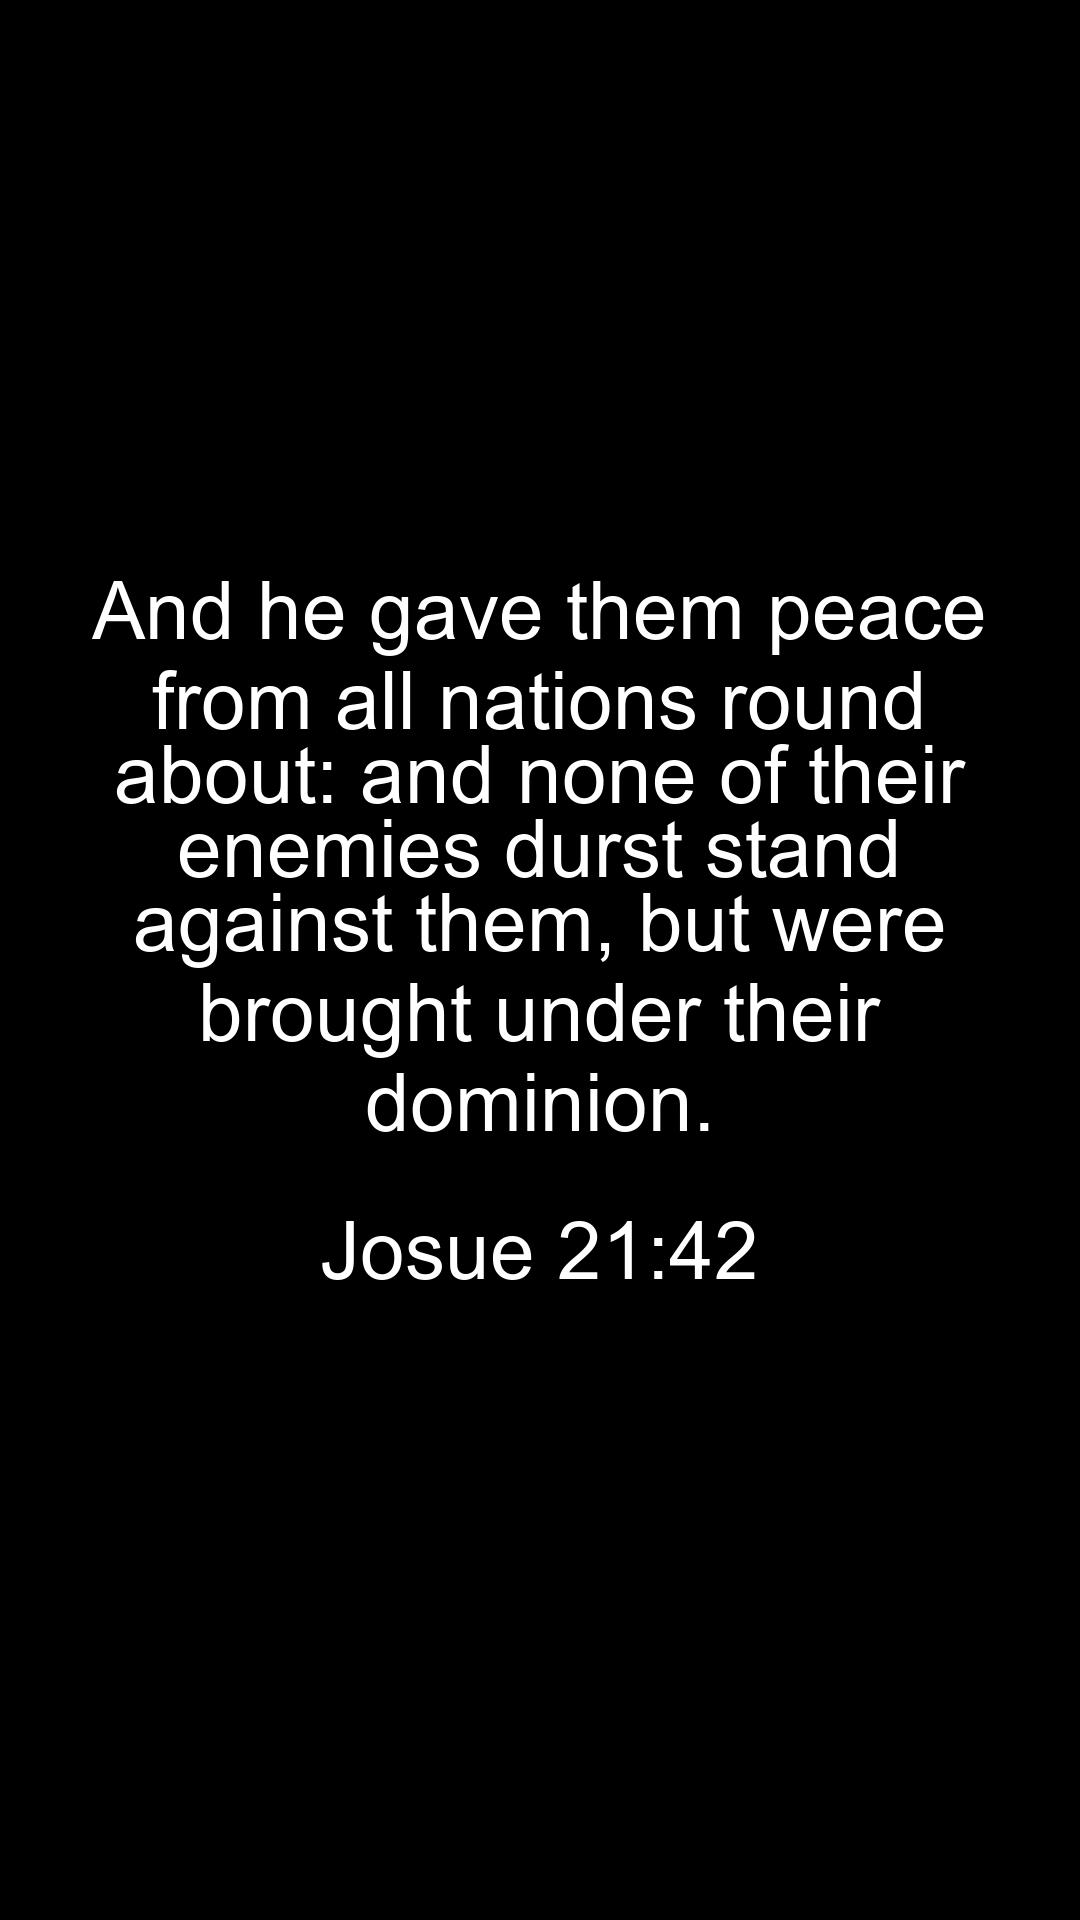 And he gave them peace
from all nations round
about: and none of their
enemies durst stand
against them, but were
brought under their
dominion.
Josue 21:42